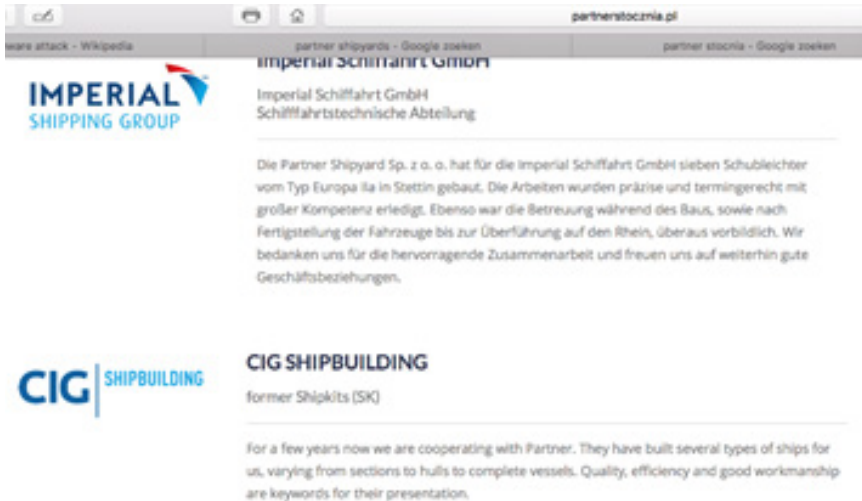 partnerstocznia.pl
ware attack - Wikipedia
partner shipyards - Google zoeken
partner stocnia - Google zoeken
Imperial Schiffahrt GmbH
IMPERIAL
SHIPPING GROUP
Imperial Schiffahrt GmbH
Schifffahrtstechnische Abteilung
Die Partner Shipyard Sp. z o. o. hat für die Imperial Schiffahrt GmbH sieben Schubleichter
vom Typ Europa IIa in Stettin gebaut. Die Arbeiten wurden präzise und termingerecht mit
großer Kompetenz erledigt. Ebenso war die Betreuung während des Baus, sowie nach
Fertigstellung der Fahrzeuge bis zur Überführung auf den Rhein, überaus vorbildlich. Wir
bedanken uns für die hervorragende Zusammenarbeit und freuen uns auf weiterhin gute
Geschäftsbeziehungen.
CIG SHIPBUILDING
CIG SHIPBUILDING
former Shipkits (SK)
For a few years now we are cooperating with Partner. They have built several types of ships for
us, varying from sections to hulls to complete vessels. Quality, efficiency and good workmanship
are keywords for their presentation.